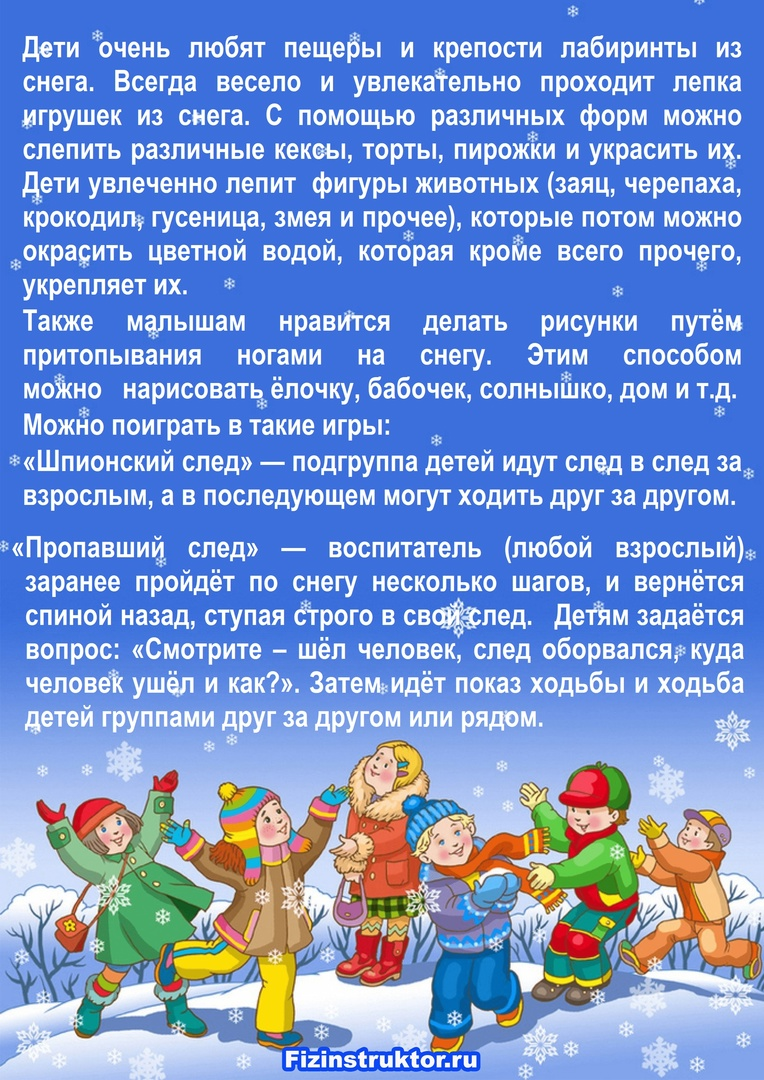 Дети очень любят пещеры и крепости лабиринты из
снега. Всегда весело и увлекательно проходит лепка
игрушек из снега. С помощью различных форм можно
слепить различные кексы, торты, пирожки и украсить их.
Дети увлеченно лепит фигуры животных (заяц, черепаха,
крокодил, гусеница, змея и прочее), которые потом можно
окрасить цветной водой, которая кроме всего прочего,
укрепляет их.
Также малышам нравится делать рисунки путём
притопывания ногами на снегу. Этим способом
можно нарисовать ёлочку, бабочек, солнышко, дом и т.д.
Можно поиграть в такие игры:
«Шпионский след» — подгруппа детей идут след в след за
взрослым, а в последующем могут ходить друг за другом.
«Пропавший след» — воспитатель (любой взрослый)
заранее пройдёт по снегу несколько шагов, и вернётся
спиной назад, ступая строго в свой след. Детям задаётся
вопрос: «Смотрите – шёл человек, след оборвался, куда
человек ушёл и как?». Затем идёт показ ходьбы и ходьба
детей группами друг за другом или рядом.
Fizinstruktor.ru